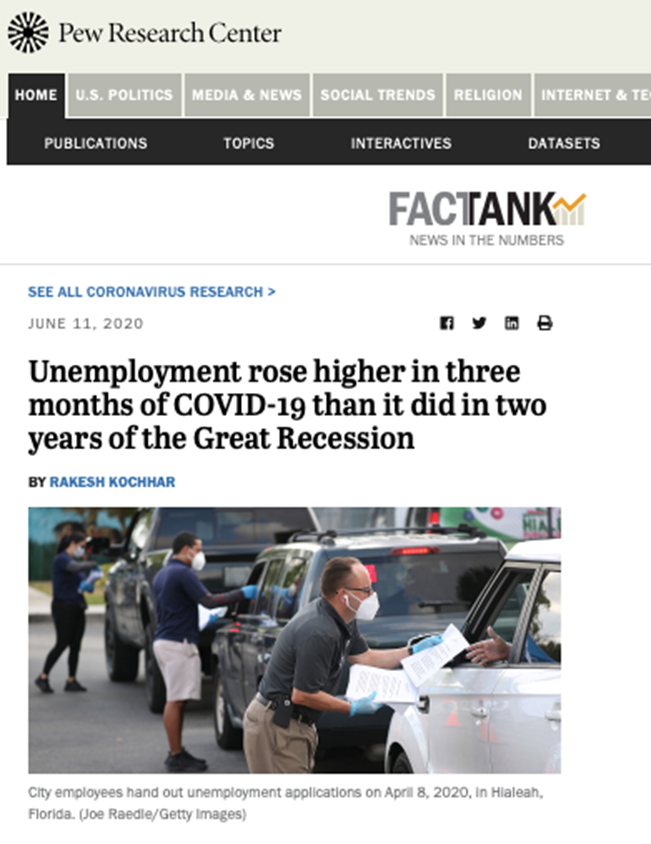 Pew Research Center
HOME U.S. POLITICS MEDIA & NEWS SOCIAL TRENDS RELIGION INTERNET & TE
PUBLICATIONS TOPICS INTERACTIVES DATASETS
FACTANK
NEWS IN THE NUMBERS
SEE ALL CORONAVIRUS RESEARCH >
JUNE 11, 2020
Unemployment rose higher in three
months of COVID-19 than it did in two
years of the Great Recession
BY RAKESH KOCHHAR
City employees hand out unemployment applications on April 8, 2020, in Hialeah,
Florida. (Joe Raedle/Getty Images)